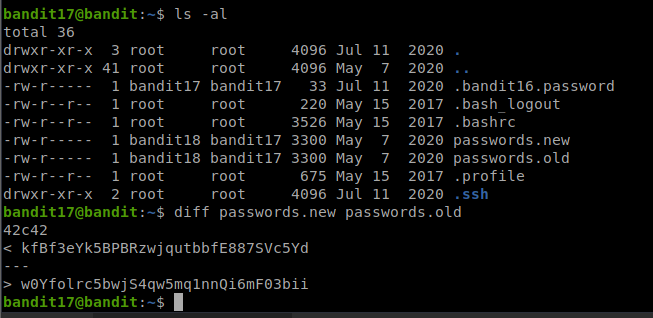 bandit17@bandit:~$ ls -al
total 36
drwxr-xr-x  3 root     root     4096 Jul 11  2020 .
drwxr-xr-x 41 root     root     4096 May  7  2020 ..
-rw-r-----  1 bandit17 bandit17   33 Jul 11  2020 .bandit16.password
-rw-r--r--  1 root     root      220 May 15  2017 .bash_logout
-rw-r--r--  1 root     root     3526 May 15  2017 .bashrc
-rw-r-----  1 bandit18 bandit17 3300 May  7  2020 passwords.new
-rw-r-----  1 bandit18 bandit17 3300 May  7  2020 passwords.old
-rw-r--r--  1 root     root      675 May 15  2017 .profile
drwxr-xr-x  2 root     root     4096 Jul 11  2020 .ssh
bandit17@bandit:~$ diff passwords.new passwords.old
42c42
< kfBf3eYk5BPBRzwjqutbbfE887SVc5Yd
---
> w0Yfolrc5bwjS4qw5mq1nnQi6mF03bii
bandit17@bandit:~$